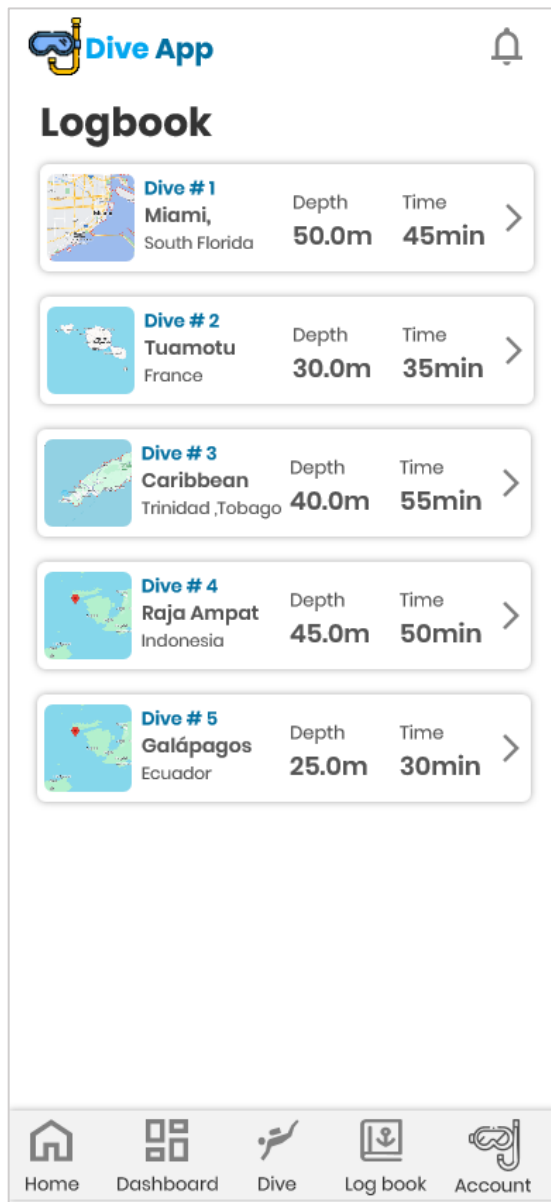 Dive App
Logbook
Dive # 1
Miami,
South Florida
Depth
50.0m
Time
45min
Dive # 2
Tuamotu
France
Depth
30.0m
Time
35min
Dive # 3
Caribbean
Trinidad ,Tobago
Depth
40.0m
Time
55min
Dive # 4
Raja Ampat
Indonesia
Depth
45.0m
Time
50min
Dive # 5
Galápagos
Ecuador
Depth
25.0m
Time
30min
Home Dashboard Dive Log book Account